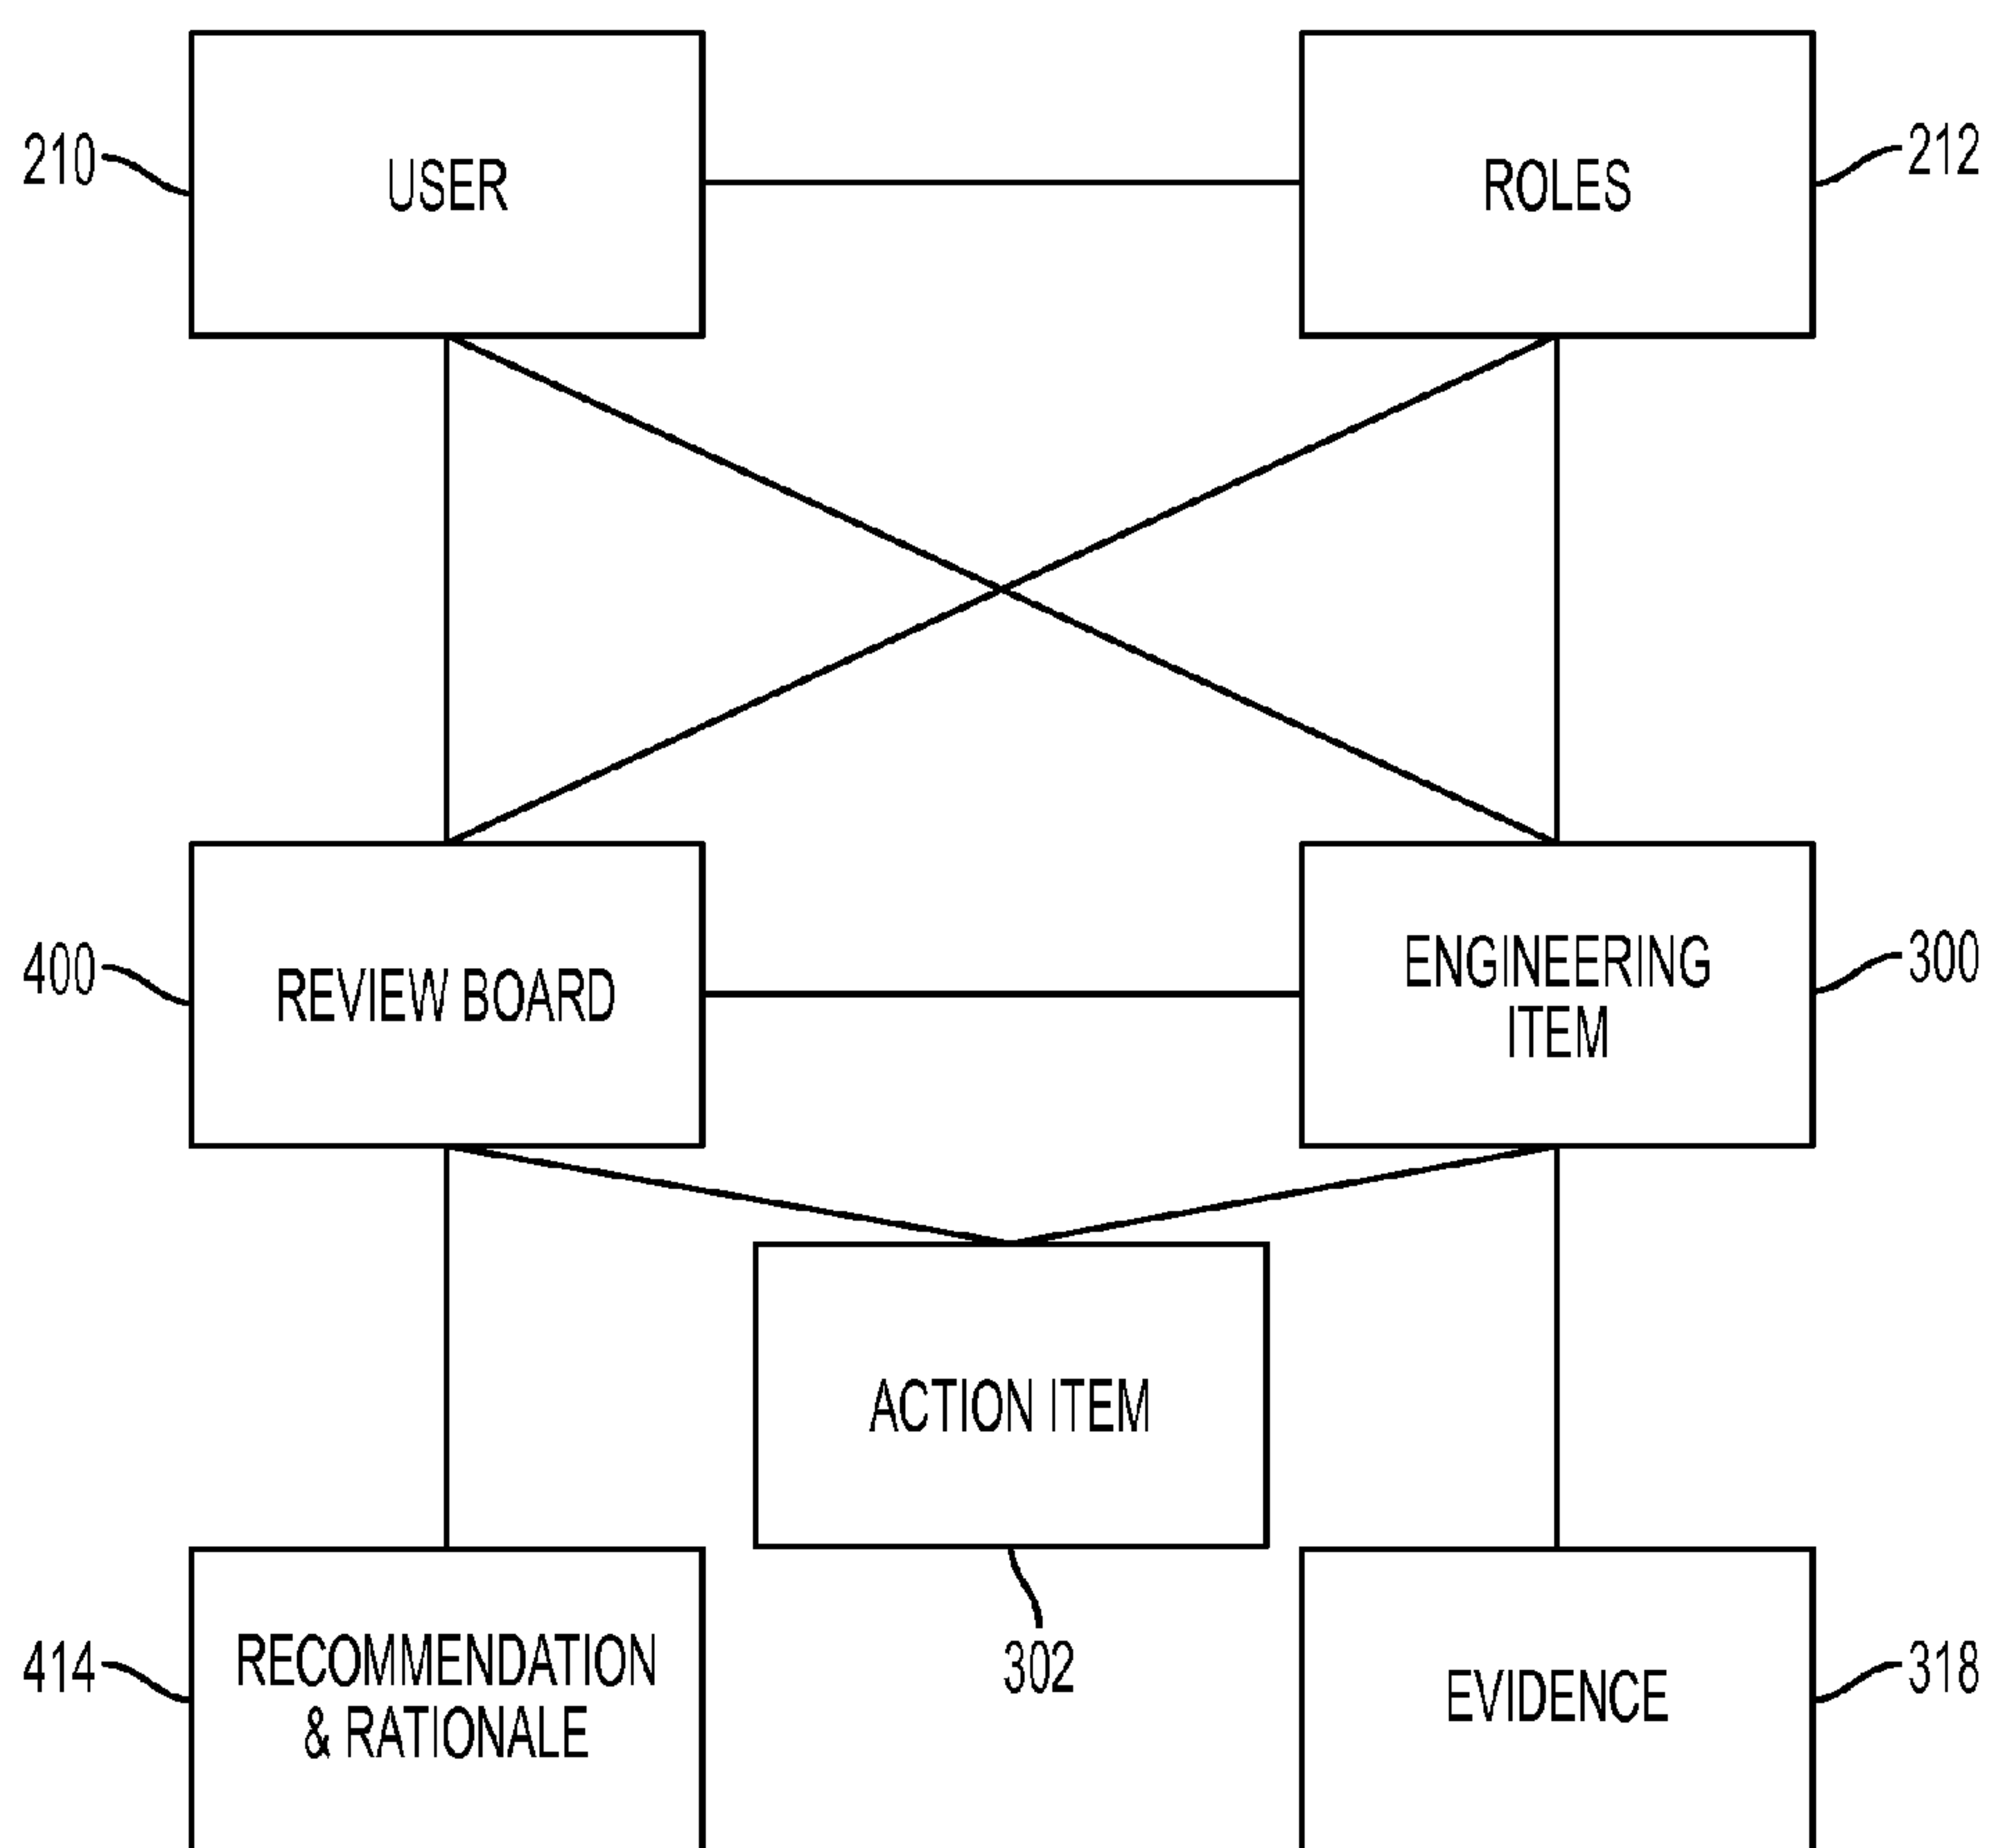 210
USER
ROLES
212
400
REVIEW BOARD
ENGINEERING
ITEM
300
ACTION ITEM
302
414
RECOMMENDATION
& RATIONALE
EVIDENCE
318